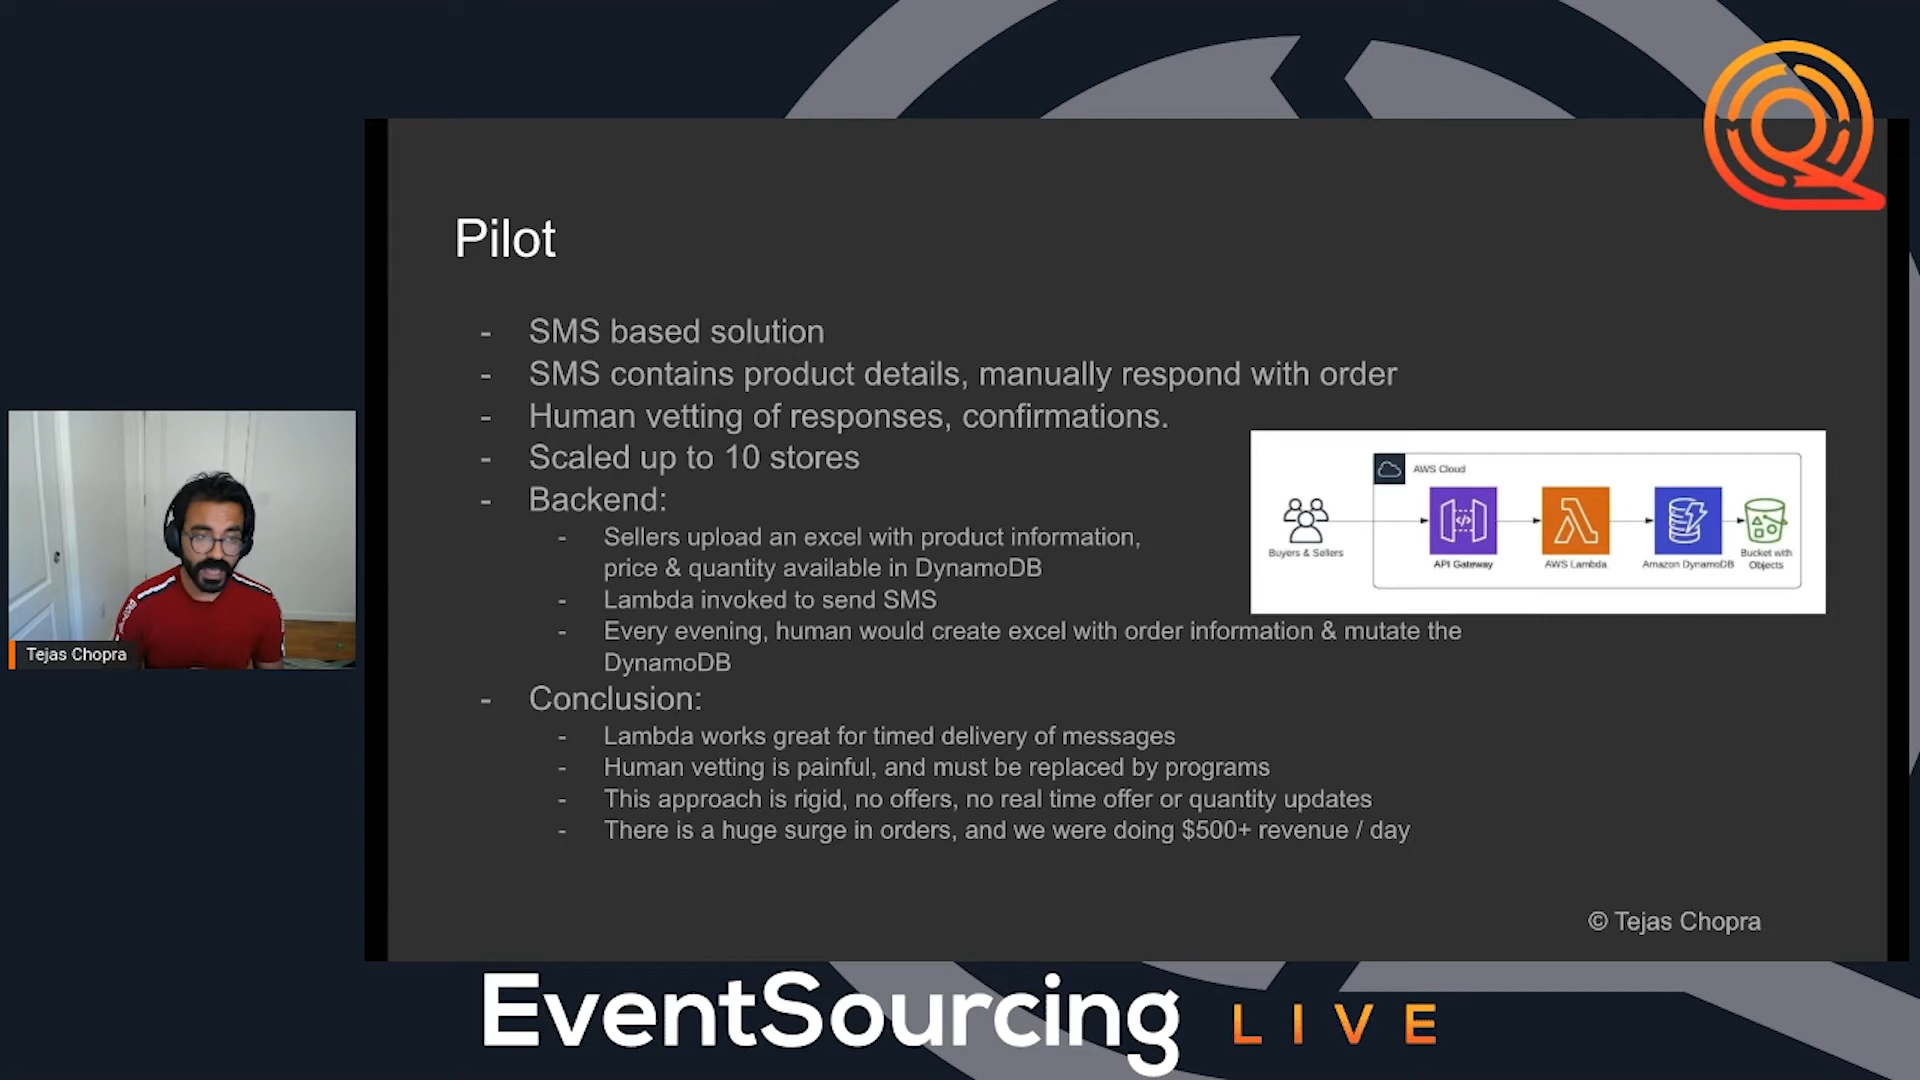 Pilot
- SMS based solution
- SMS contains product details, manually respond with order
- Human vetting of responses, confirmations.
- Scaled up to 10 stores
- Backend:
- Sellers upload an excel with product information,
price & quantity available in DynamoDB
- Lambda invoked to send SMS
- Every evening, human would create excel with order information & mutate the
DynamoDB
- Conclusion:
- Lambda works great for timed delivery of messages
- Human vetting is painful, and must be replaced by programs
- This approach is rigid, no offers, no real time offer or quantity updates
- There is a huge surge in orders, and we were doing $500+ revenue / day
AWS Cloud
Buyers & Sellers
</>
API Gateway
AWS Lambda
Amazon DynamoDB
Bucket with
Objects
© Tejas Chopra
Tejas Chopra
EventSourcing LIVE